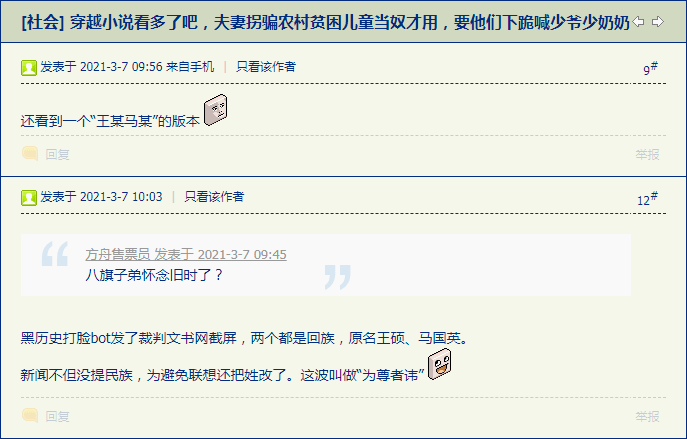 [社会] 穿越小说看多了吧，夫妻拐骗农村贫困儿童当奴才用，要他们下跪喊少爷少奶奶
发表于 2021-3-7 09:56 来自手机 | 只看该作者 9#
还看到一个“王某马某”的版本
回复 举报
发表于 2021-3-7 10:03 | 只看该作者 12#
方舟售票员 发表于 2021-3-7 09:45
八旗子弟怀念旧时了？
黑历史打脸bot发了裁判文书网截屏，两个都是回族，原名王硕、马国英。
新闻不但没提民族，为避免联想还把姓改了。这波叫做“为尊者讳”
回复 举报